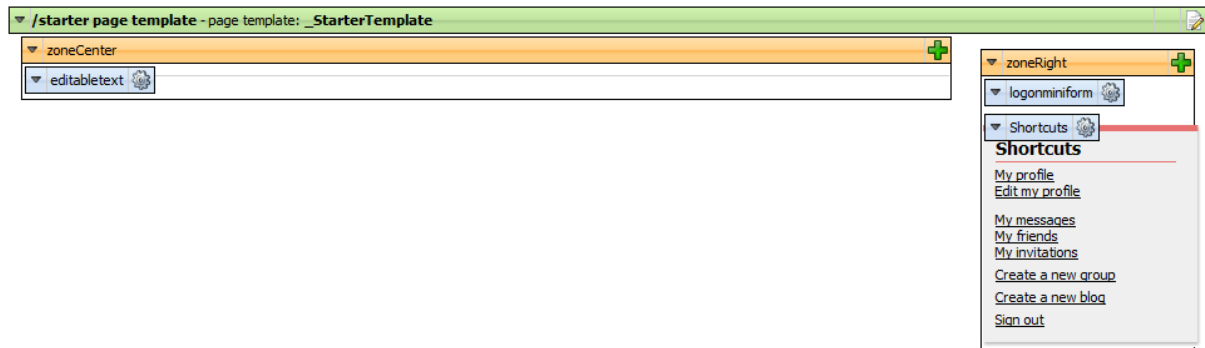 /starter page template - page template: _StarterTemplate
zoneCenter
editabletext
zoneRight
logonminiform
Shortcuts
Shortcuts
My profile
Edit my profile
My messages
My friends
My invitations
Create a new group
Create a new blog
Sign out